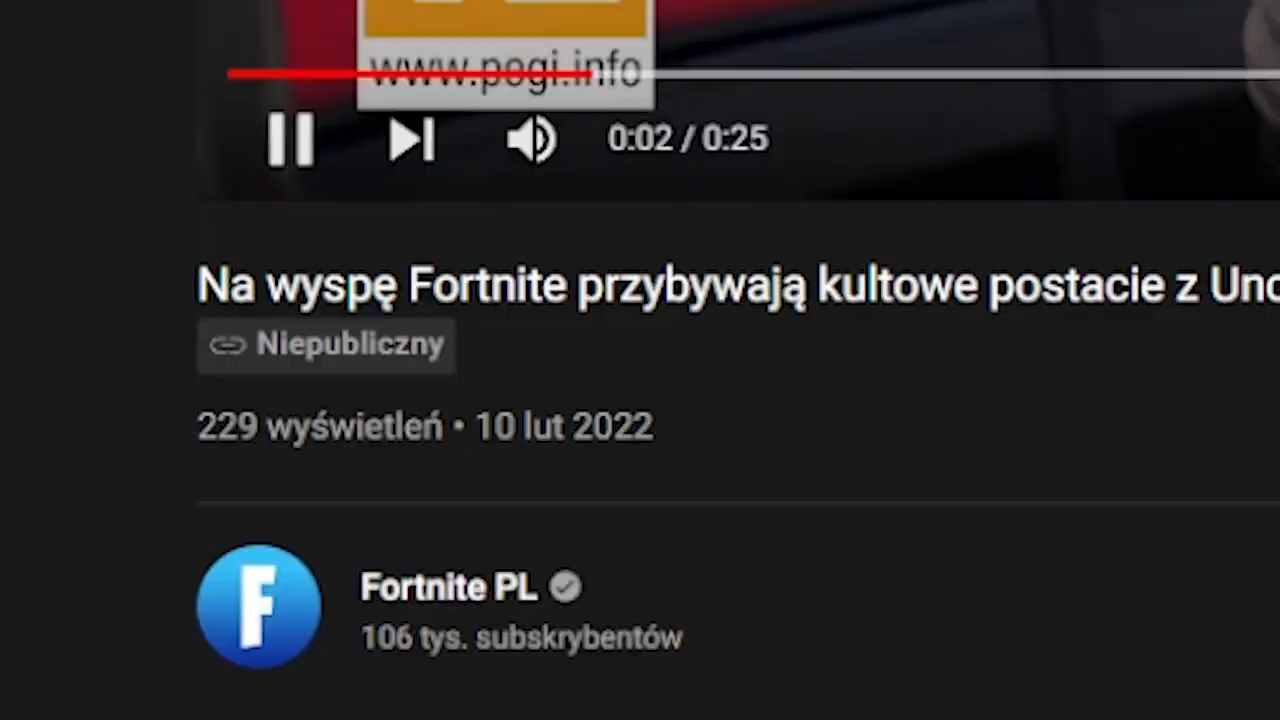 www.pegi.info
0:02 / 0:25
Na wyspę Fortnite przybywają kultowe postacie z
Niepubliczny
229 wyświetleń • 10 lut 2022
F
Fortnite PL
106 tys. subskrybentów